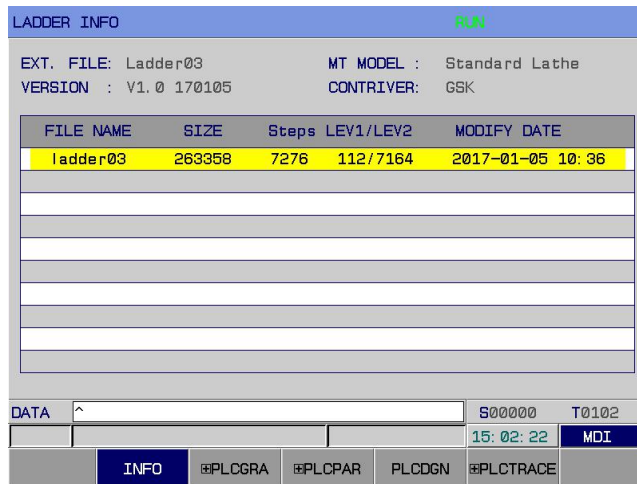 LADDER INFO RUN
EXT. FILE: Ladder03 MT MODEL : Standard Lathe
VERSION : V1.0 170105 CONTRIVER: GSK
FILE NAME SIZE Steps LEV1/LEV2 MODIFY DATE
ladder03 263358 7276 112/7164 2017-01-05 10:36
DATA ^ S00000 T0102
15:02:22 MDI
INFO ⊞PLCGRA ⊞PLCPAR PLCDGN ⊞PLCTRACE